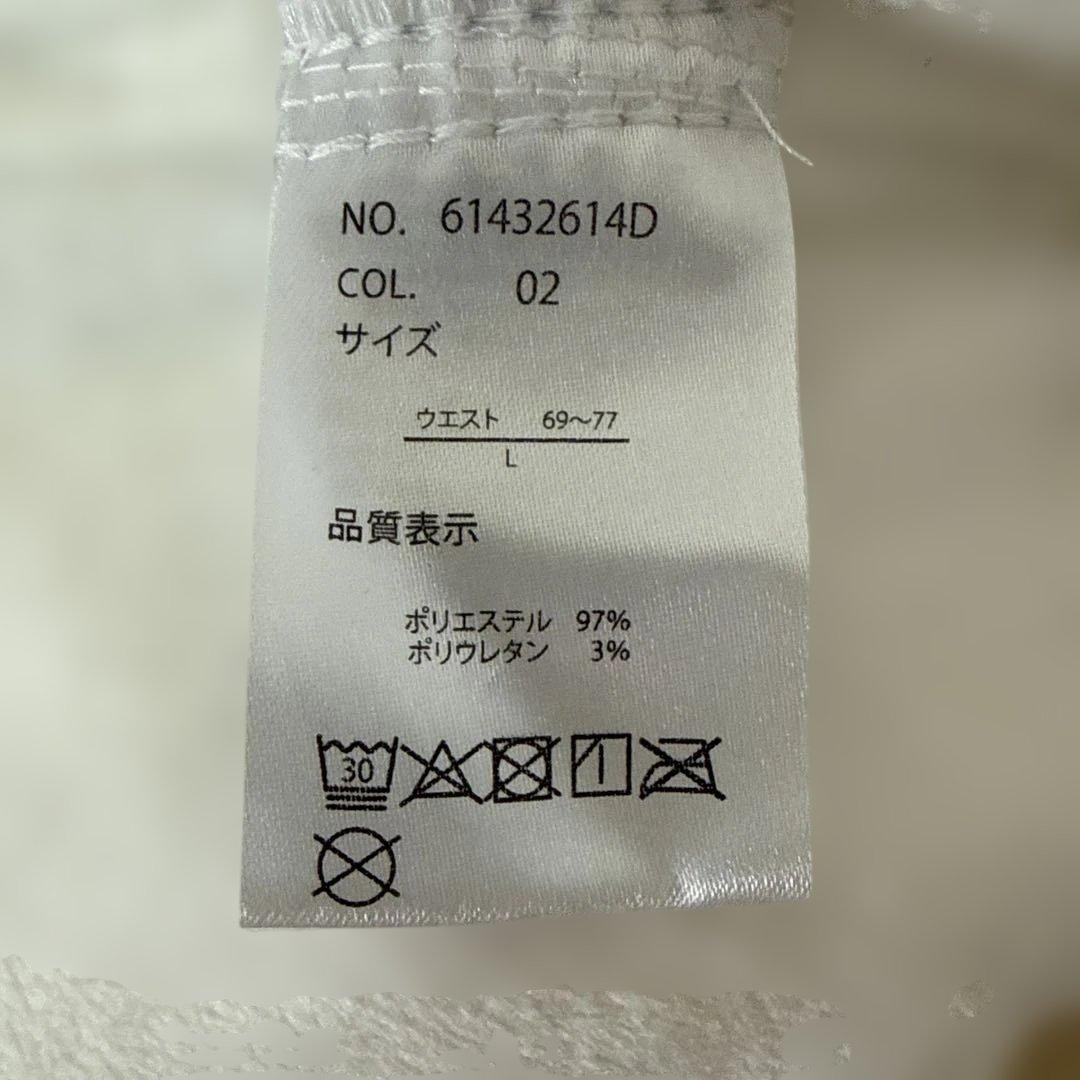 NO. 61432614D
COL. 02
サイズ
ウエスト 69～77
L
品質表示
ポリエステル 97%
ポリウレタン 3%
30